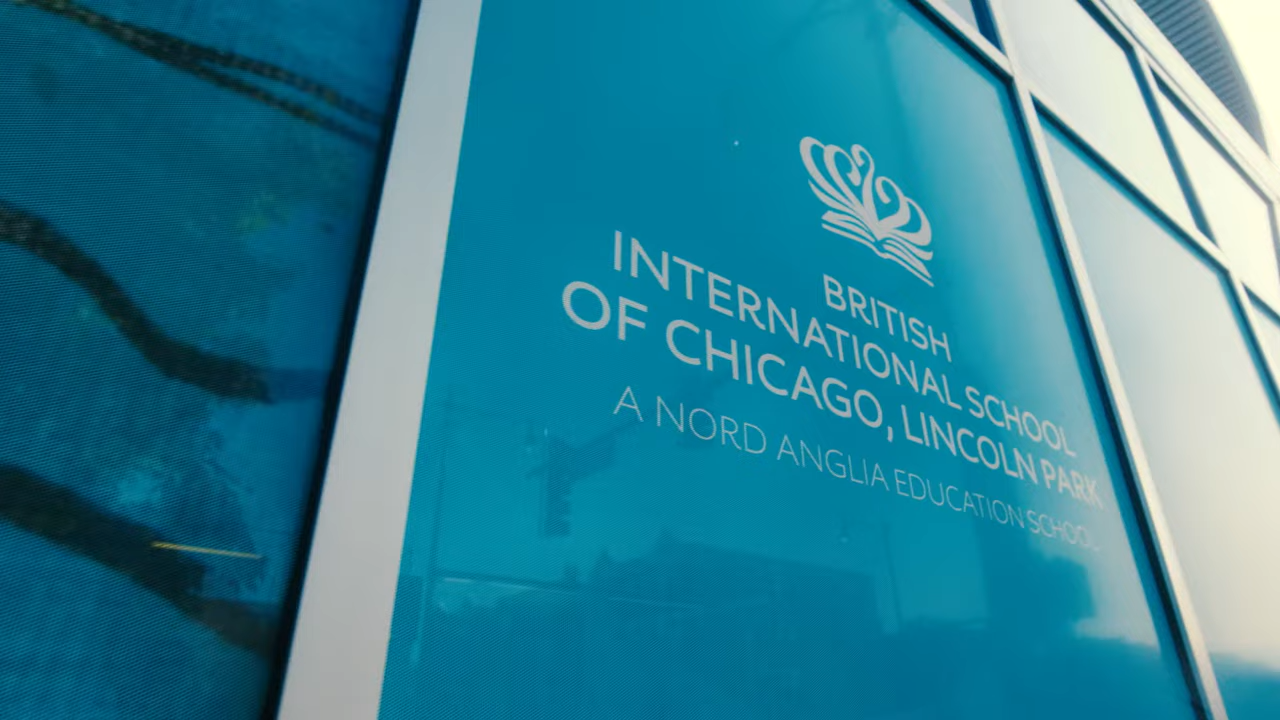 BRITISH
INTERNATIONAL SCHOOL
OF CHICAGO, LINCOLN PARK
A NORD ANGLIA EDUCATION SCHOOL